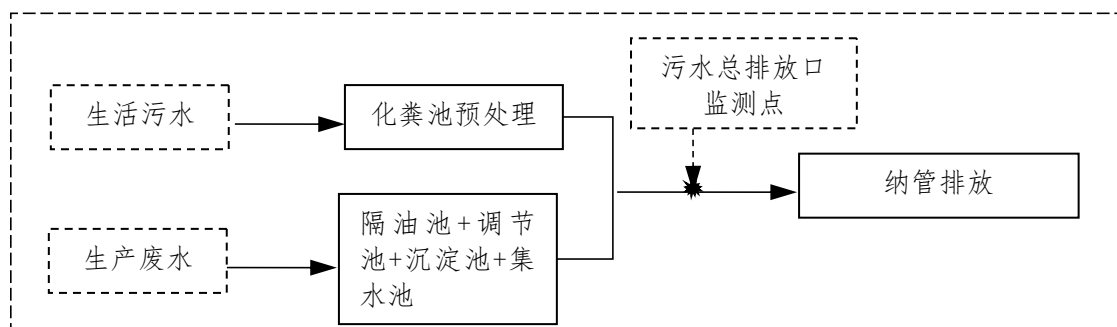 污水总排放口
监测点
生活污水
化粪池预处理
纳管排放
生产废水
隔油池+调节
池+沉淀池+集
水池